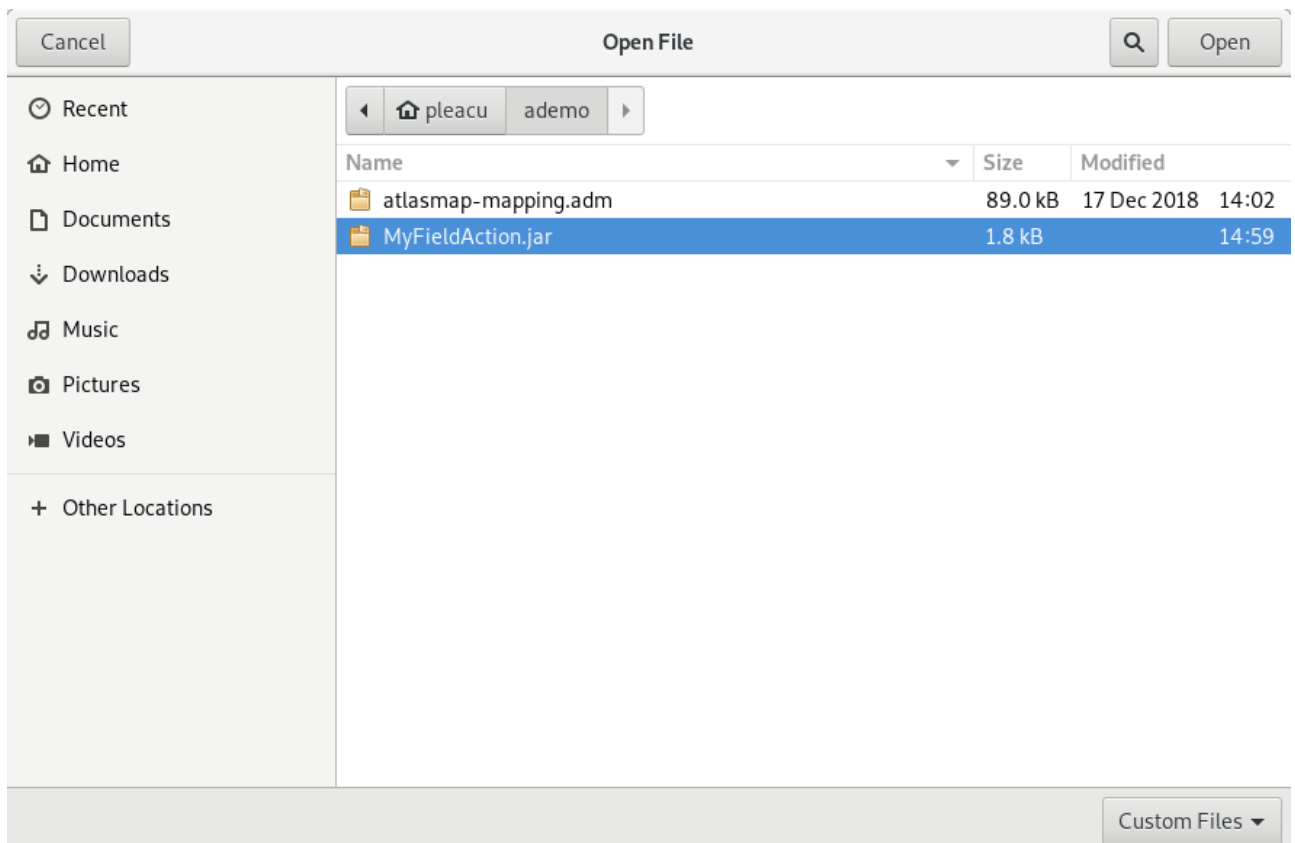 Cancel Open File Open
Recent
Home
Documents
Downloads
Music
Pictures
Videos
+ Other Locations
pleacu ademo
Name Size Modified
atlasmap-mapping.adm 89.0 kB 17 Dec 2018 14:02
MyFieldAction.jar 1.8 kB 14:59
Custom Files